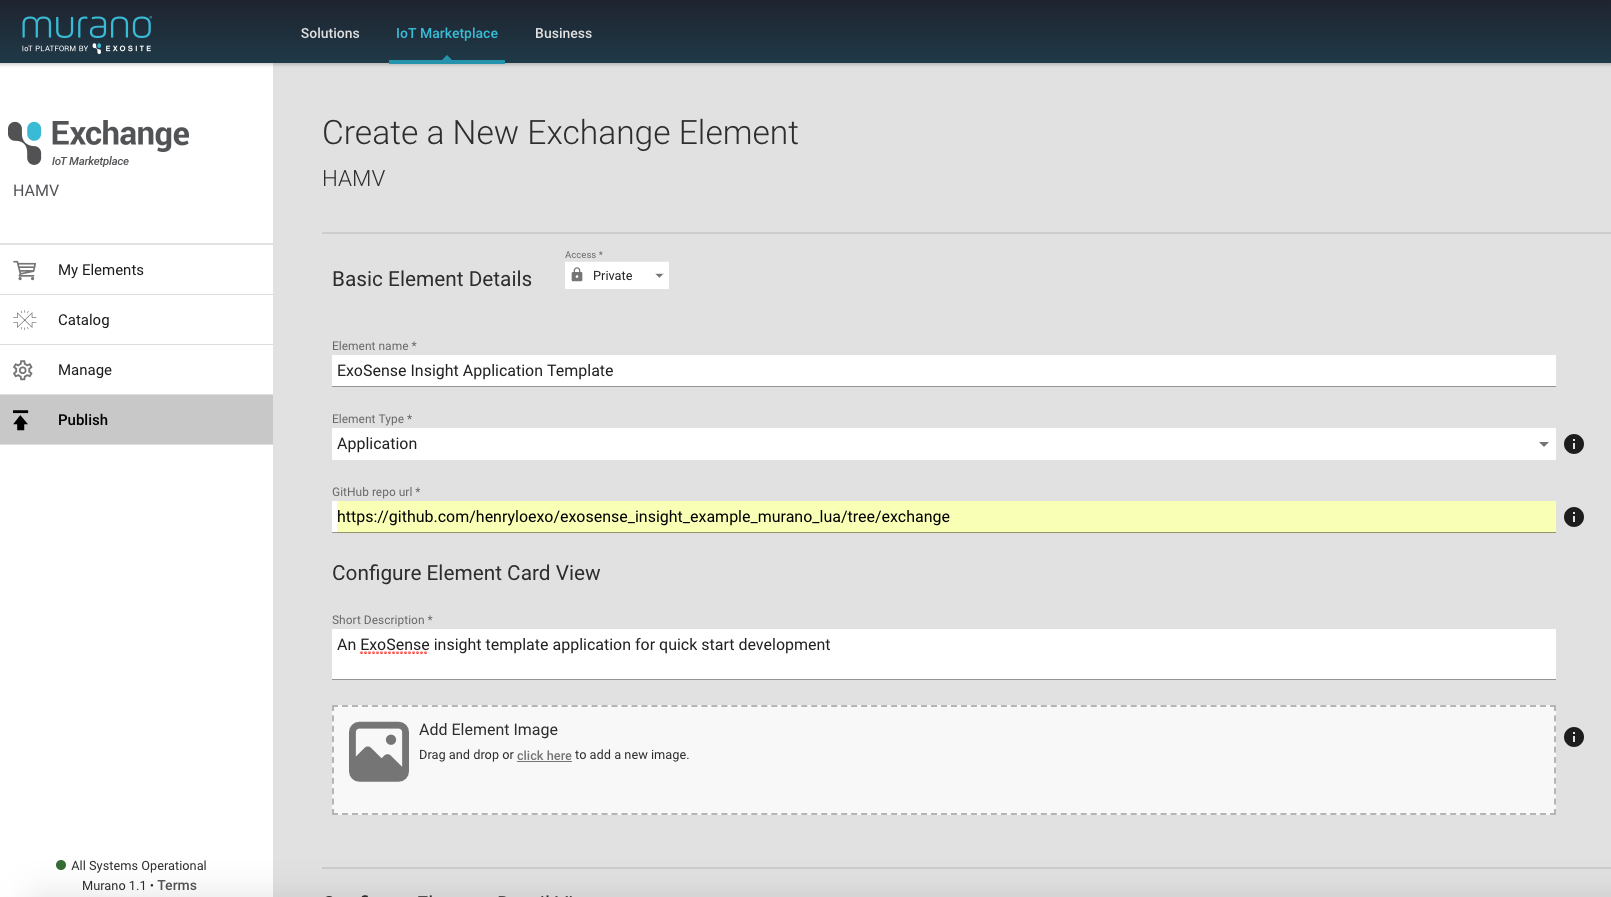 murano
IoT PLATFORM BY EXOSITE
Solutions
IoT Marketplace
Business
Exchange
IoT Marketplace
HAMV
My Elements
Catalog
Manage
Publish
All Systems Operational
Murano 1.1 • Terms
Create a New Exchange Element
HAMV
Basic Element Details
Access *
Private
Element name *
ExoSense Insight Application Template
Element Type *
Application
GitHub repo url *
https://github.com/henryloexo/exosense_insight_example_murano_lua/tree/exchange
Configure Element Card View
Short Description *
An ExoSense insight template application for quick start development
Add Element Image
Drag and drop or click here to add a new image.